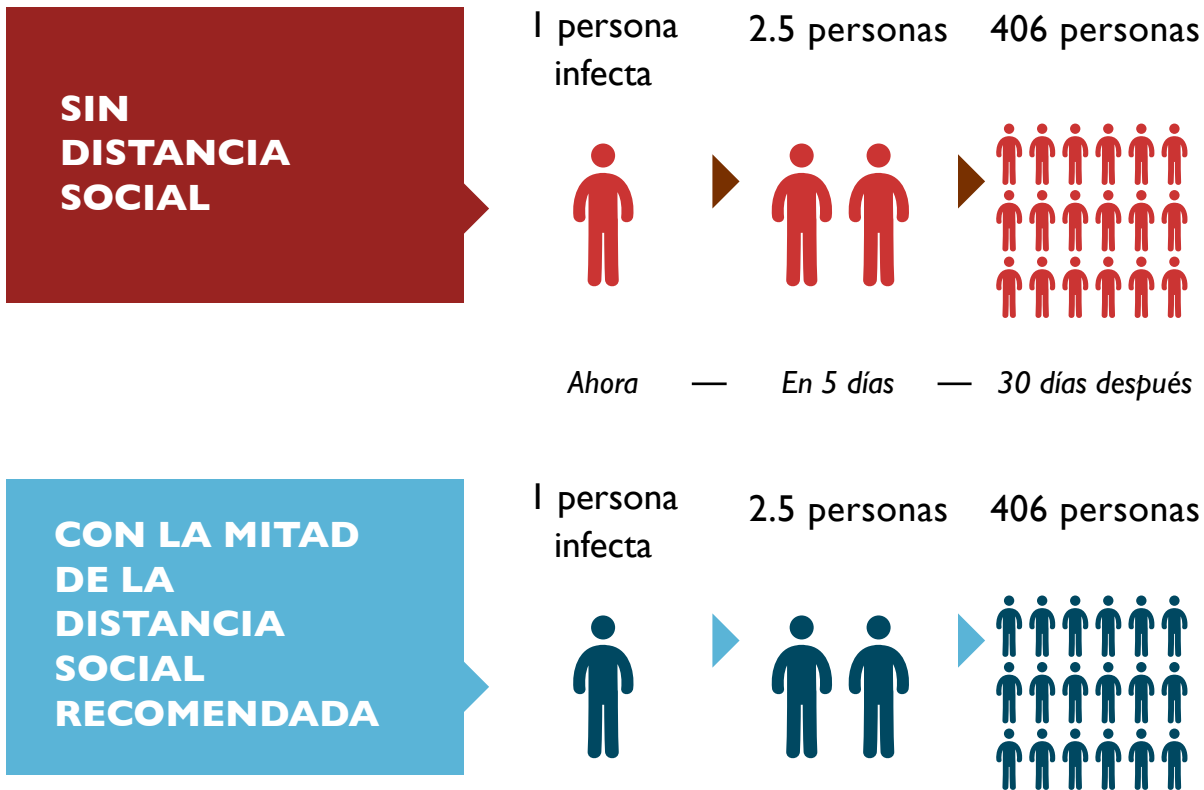 SIN
DISTANCIA
SOCIAL
1 persona
infecta
2.5 personas
406 personas
Ahora — En 5 días — 30 días después
CON LA MITAD
DE LA
DISTANCIA
SOCIAL
RECOMENDADA
1 persona
infecta
2.5 personas
406 personas